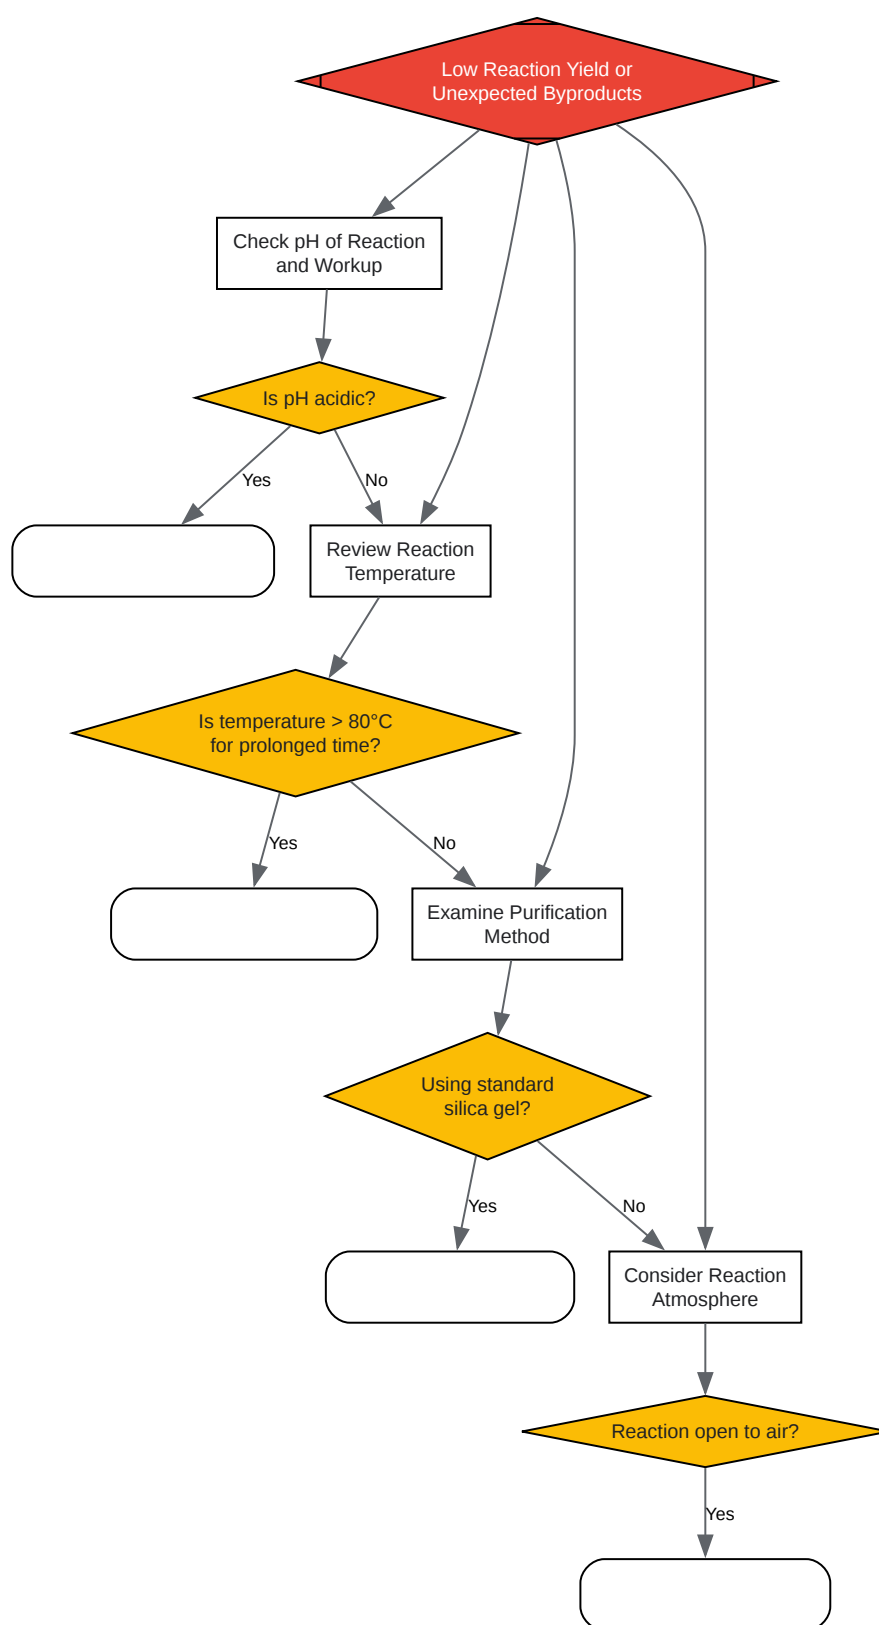 Low Reaction Yield or
Unexpected Byproducts
Check pH of Reaction
and Workup
Is pH acidic?
Yes
No
Review Reaction
Temperature
Is temperature > 80°C
for prolonged time?
Yes
No
Examine Purification
Method
Using standard
silica gel?
Yes
No
Consider Reaction
Atmosphere
Reaction open to air?
Yes